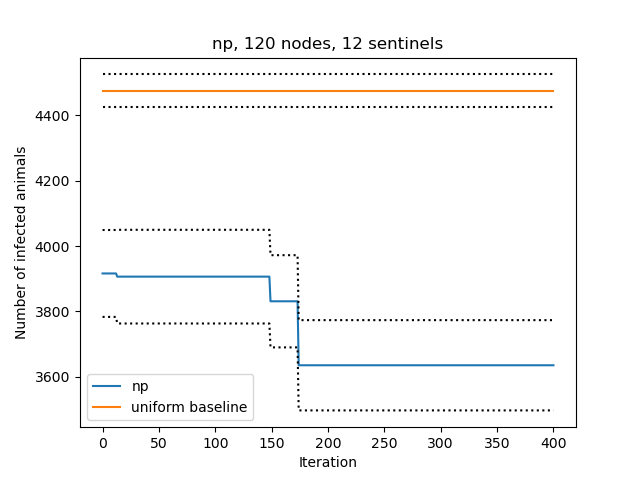 np, 120 nodes, 12 sentinels
Number of infected animals
4400
4200
4000
3800
3600
np
uniform baseline
0 50 100 150 200 250 300 350 400
Iteration